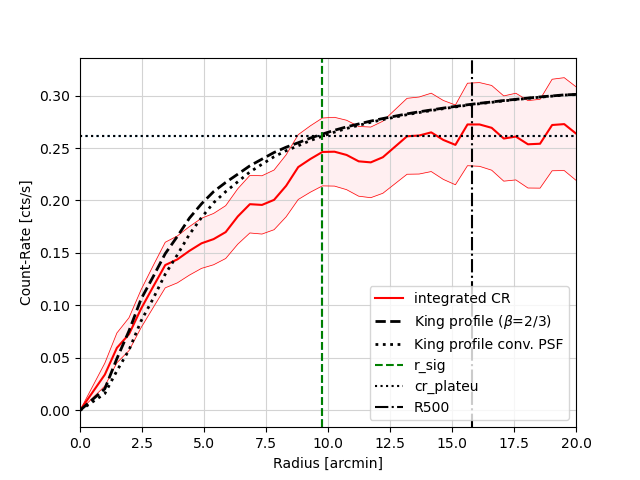 0.30
0.25
0.20
0.15
0.10
0.05
0.00
Count-Rate [cts/s]
integrated CR
King profile (β=2/3)
King profile conv. PSF
r_sig
cr_plateu
R500
0.0 2.5 5.0 7.5 10.0 12.5 15.0 17.5 20.0
Radius [arcmin]